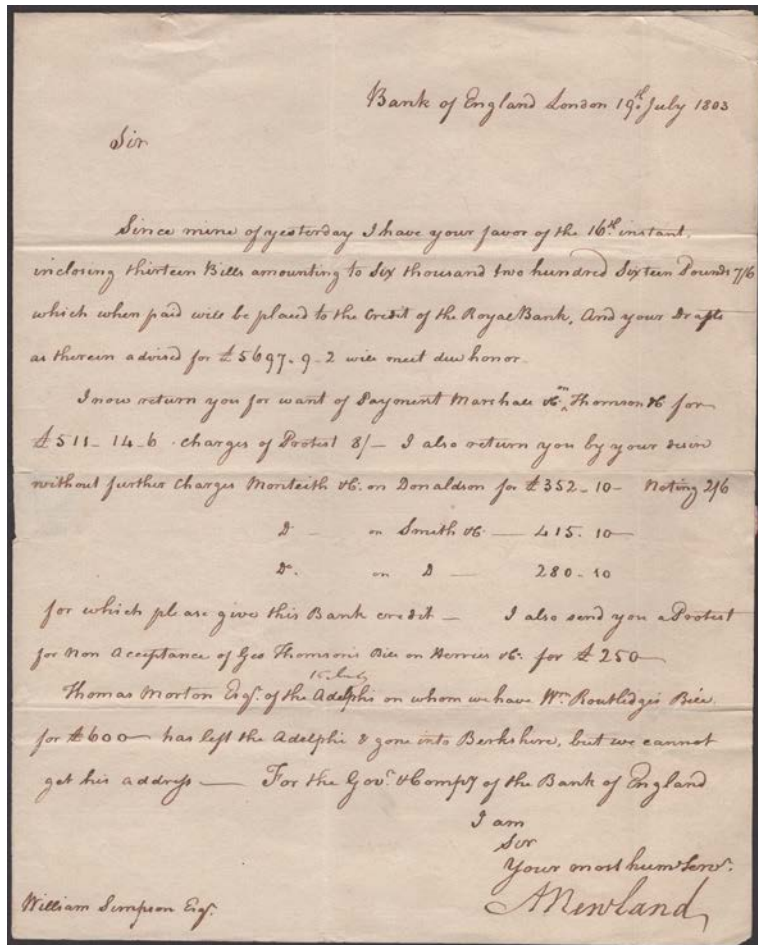 Bank of England London 19th July 1803
Sir
Since mine of yesterday I have your favor of the 16th instant,
inclosing thirteen Bills amounting to Six thousand two hundred Sixteen Pounds 7/6
which when paid will be placed to the Credit of the Royal Bank, And your Drafts
as therein advised for £5697.9.2 will meet due honor.
I now return you for want of Payment Marshall &c. on Thomson &c for
£511-14-6. charges of Protest 8/- I also return you by your desire
without further Charges Monteith &c. on Donaldson for £352-10- Noting 2/6
Do — on Smith &c. — 415.10—
Do. on Do — 280-10
for which please give this Bank credit — I also send you a Protest
for Non Acceptance of Geo Thomson's Bill on Herries &c. for £250—
15 July
Thomas Morton Esqr. of the Adelphi on whom we have Wm. Routledge's Bill
for £600— has left the Adelphi & gone into Berkshire, but we cannot
get his address — For the Govr. & Compy of the Bank of England
I am
Sir
Your most hum Servt.
William Simpson Esqr.
A Newland